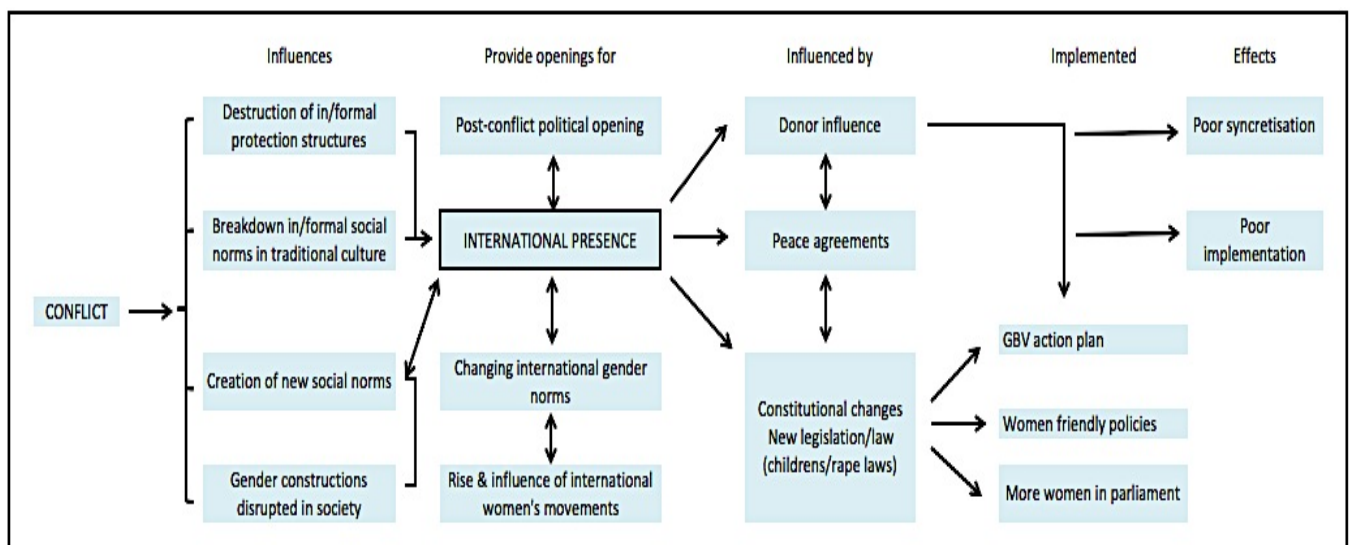 Influences
Provide openings for
Influenced by
Implemented
Effects
Destruction of in/formal
protection structures
Post-conflict political opening
Donor influence
Poor syncretisation
Breakdown in/formal social
norms in traditional culture
INTERNATIONAL PRESENCE
Peace agreements
Poor
implementation
CONFLICT
Creation of new social norms
Changing international gender
norms
Constitutional changes
New legislation/law
(childrens/rape laws)
GBV action plan
Women friendly policies
More women in parliament
Gender constructions
disrupted in society
Rise & influence of international
women's movements